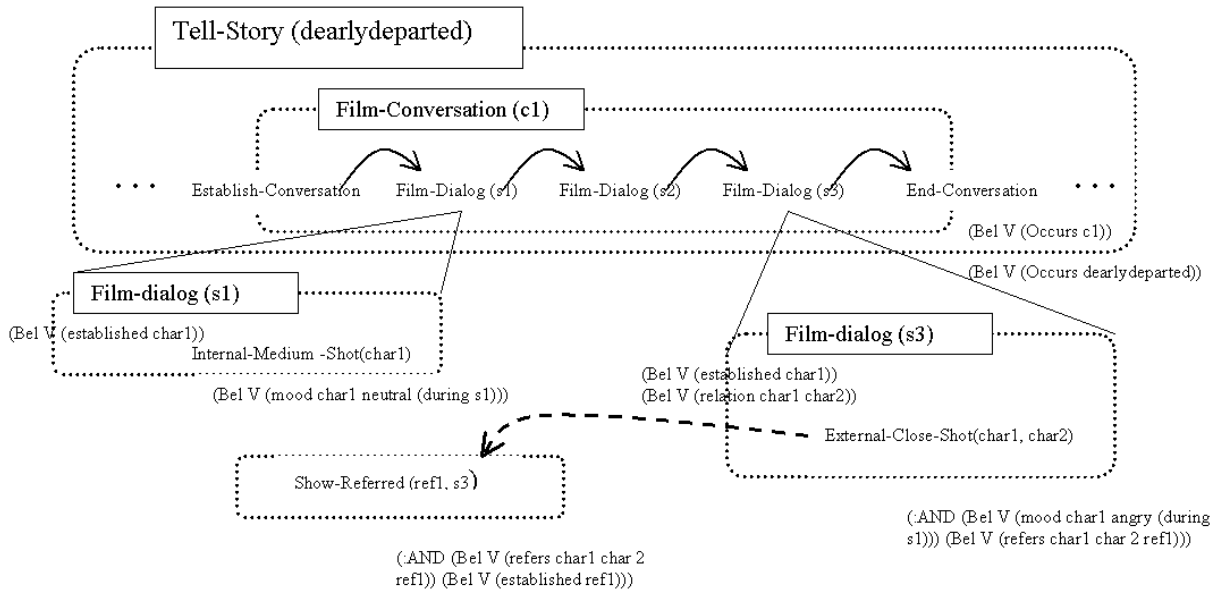 Tell-Story (dearlydeparted)
Film-Conversation (c1)
• • • Establish-Conversation Film-Dialog (s1) Film-Dialog (s2) Film-Dialog (s3) End-Conversation • • •
(Bel V (Occurs c1))
(Bel V (Occurs dearlydeparted))
Film-dialog (s1)
(Bel V (established char1))
Internal-Medium -Shot(char1)
(Bel V (mood char1 neutral (during s1)))
Film-dialog (s3)
(Bel V (established char1))
(Bel V (relation char1 char2))
External-Close-Shot(char1, char2)
Show-Referred (ref1, s3)
(:AND (Bel V (mood char1 angry (during
s1))) (Bel V (refers char1 char 2 ref1)))
(:AND (Bel V (refers char1 char 2
ref1)) (Bel V (established ref1)))